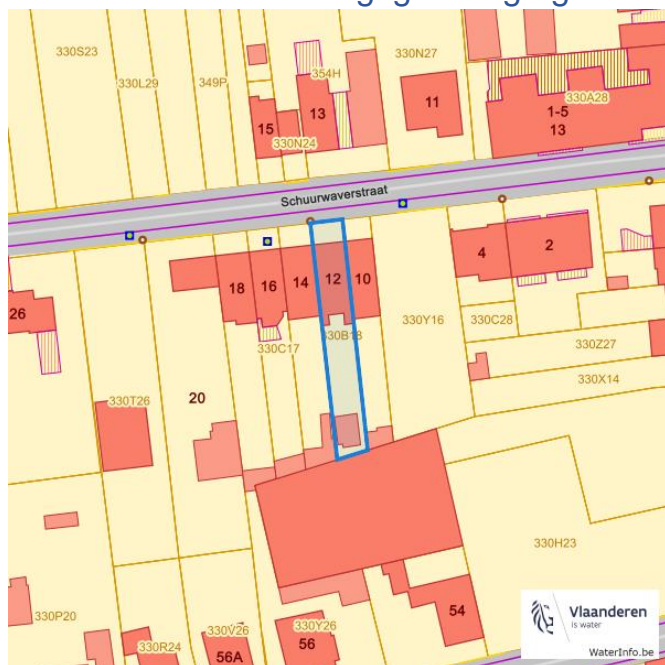 330S23
330L29
349P
354H
330N27
330A28
1-5
13
11
13
15
330N24
Schuurwaverstraat
4
2
18
16
14
12
10
26
330Y16
330C28
330B18
330C17
330Z27
330X14
330T26
20
330H23
330P20
330R24
330V26
56A
330Y26
56
54
Vlaanderen
is water
WaterInfo.be